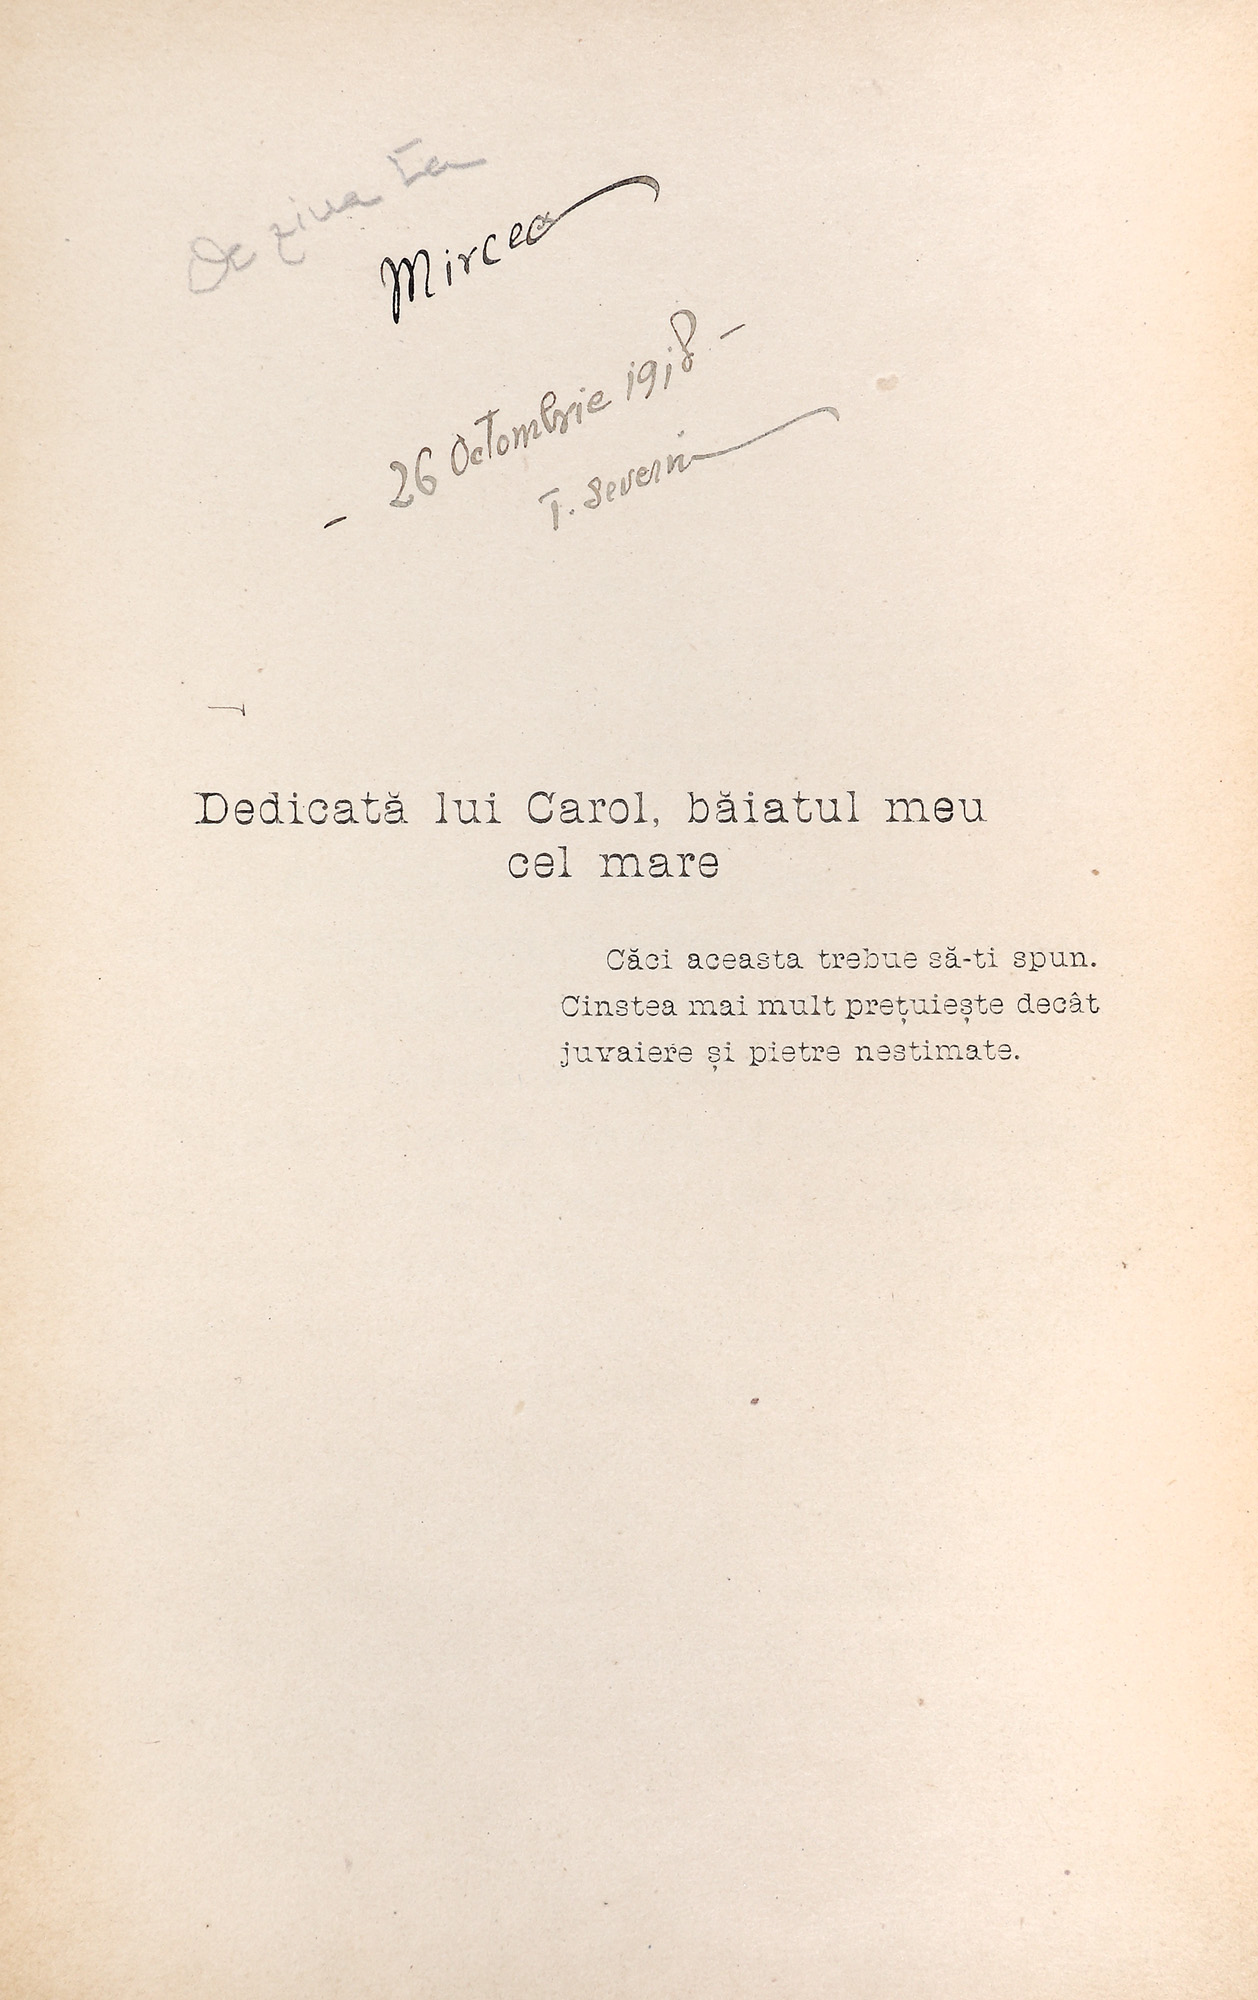 De ziua ta
Mircea
- 26 Octombrie 1918 -
T. Severin
Dedicată lui Carol, băiatul meu
cel mare
Căci aceasta trebue să-ti spun.
Cinstea mai mult prețuiește decât
juvaiere și pietre nestimate.